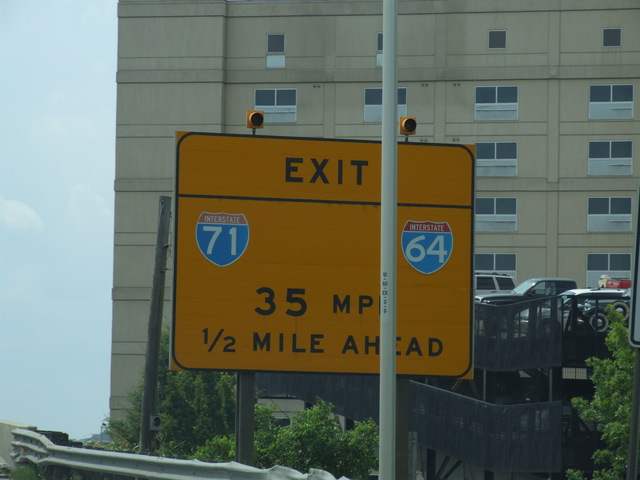 EXIT
INTERSTATE INTERSTATE
71 64
35 MP
1/2 MILE AHEAD